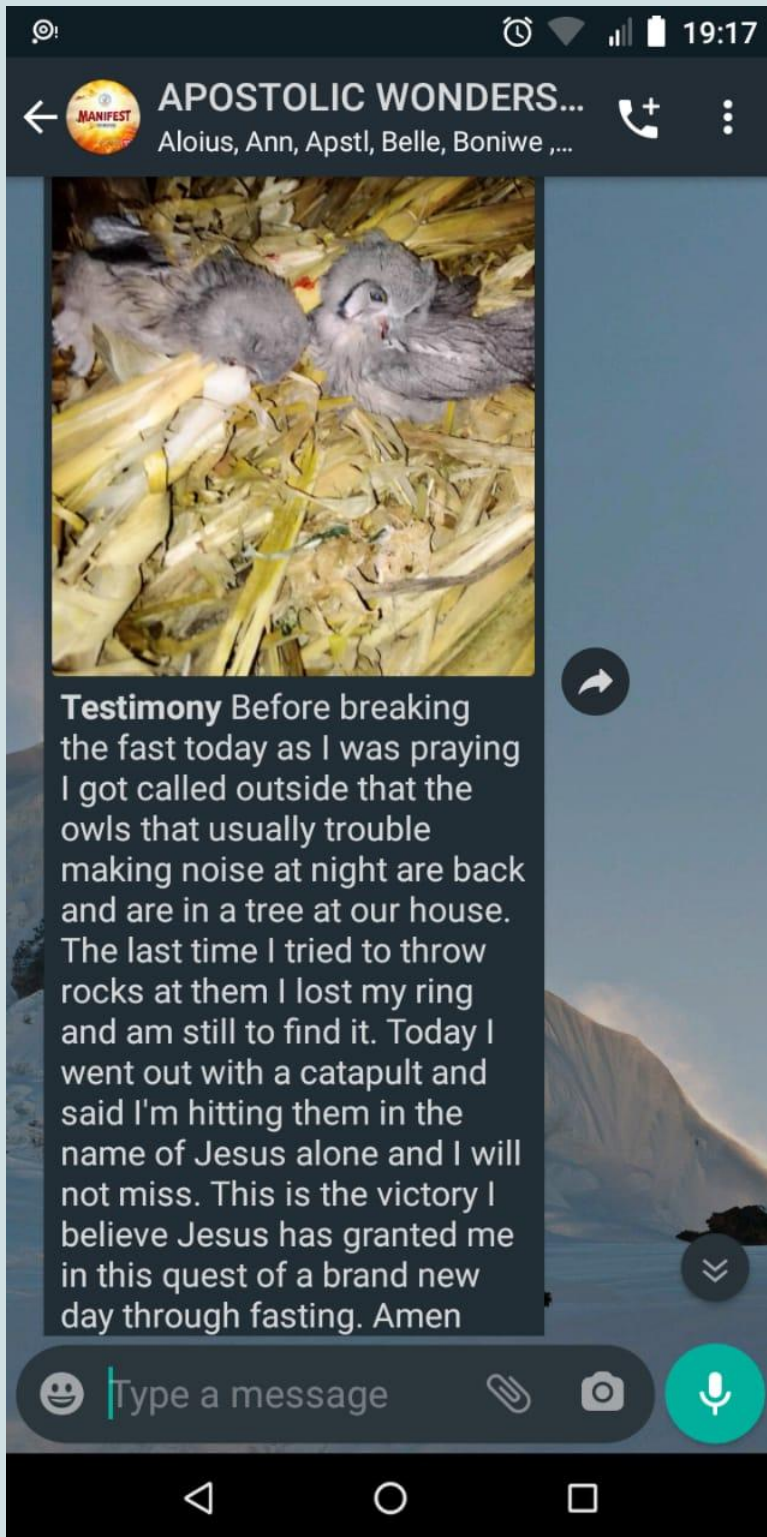 19:17
MANIFEST
APOSTOLIC WONDERS...
Aloius, Ann, Apstl, Belle, Boniwe ,...
Testimony Before breaking
the fast today as I was praying
I got called outside that the
owls that usually trouble
making noise at night are back
and are in a tree at our house.
The last time I tried to throw
rocks at them I lost my ring
and am still to find it. Today I
went out with a catapult and
said I'm hitting them in the
name of Jesus alone and I will
not miss. This is the victory I
believe Jesus has granted me
in this quest of a brand new
day through fasting. Amen
Type a message